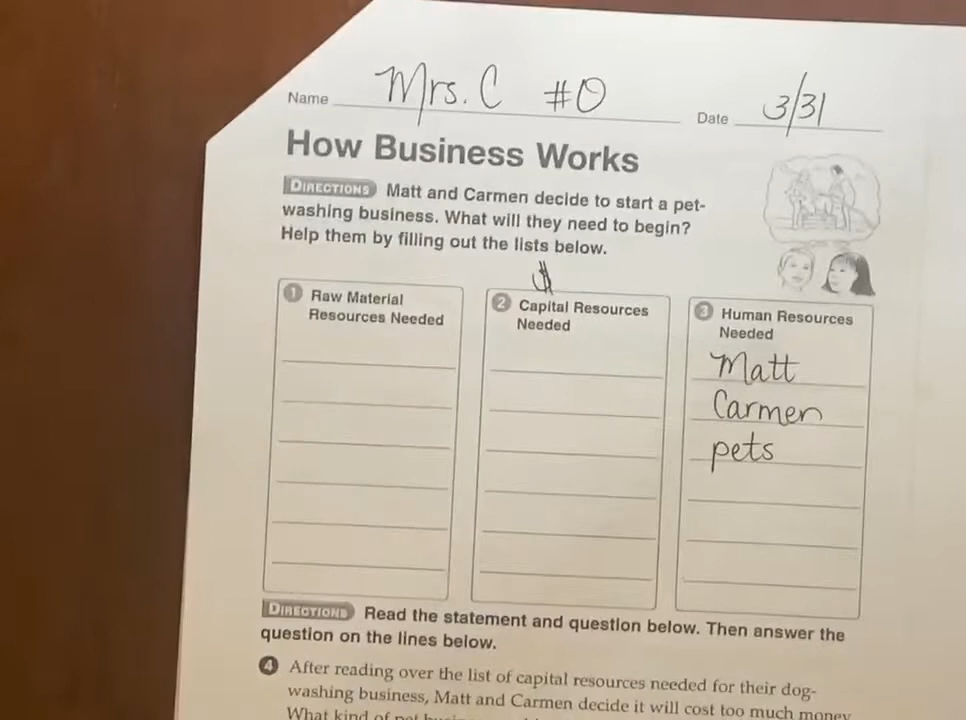 Name Mrs. C #0 Date 3/31
How Business Works
DIRECTIONS Matt and Carmen decide to start a pet-
washing business. What will they need to begin?
Help them by filling out the lists below.
1 Raw Material
Resources Needed
$
2 Capital Resources
Needed
3 Human Resources
Needed
Matt
Carmen
pets
DIRECTIONS Read the statement and question below. Then answer the
question on the lines below.
4 After reading over the list of capital resources needed for their dog-
washing business, Matt and Carmen decide it will cost too much money.
What kind of pet